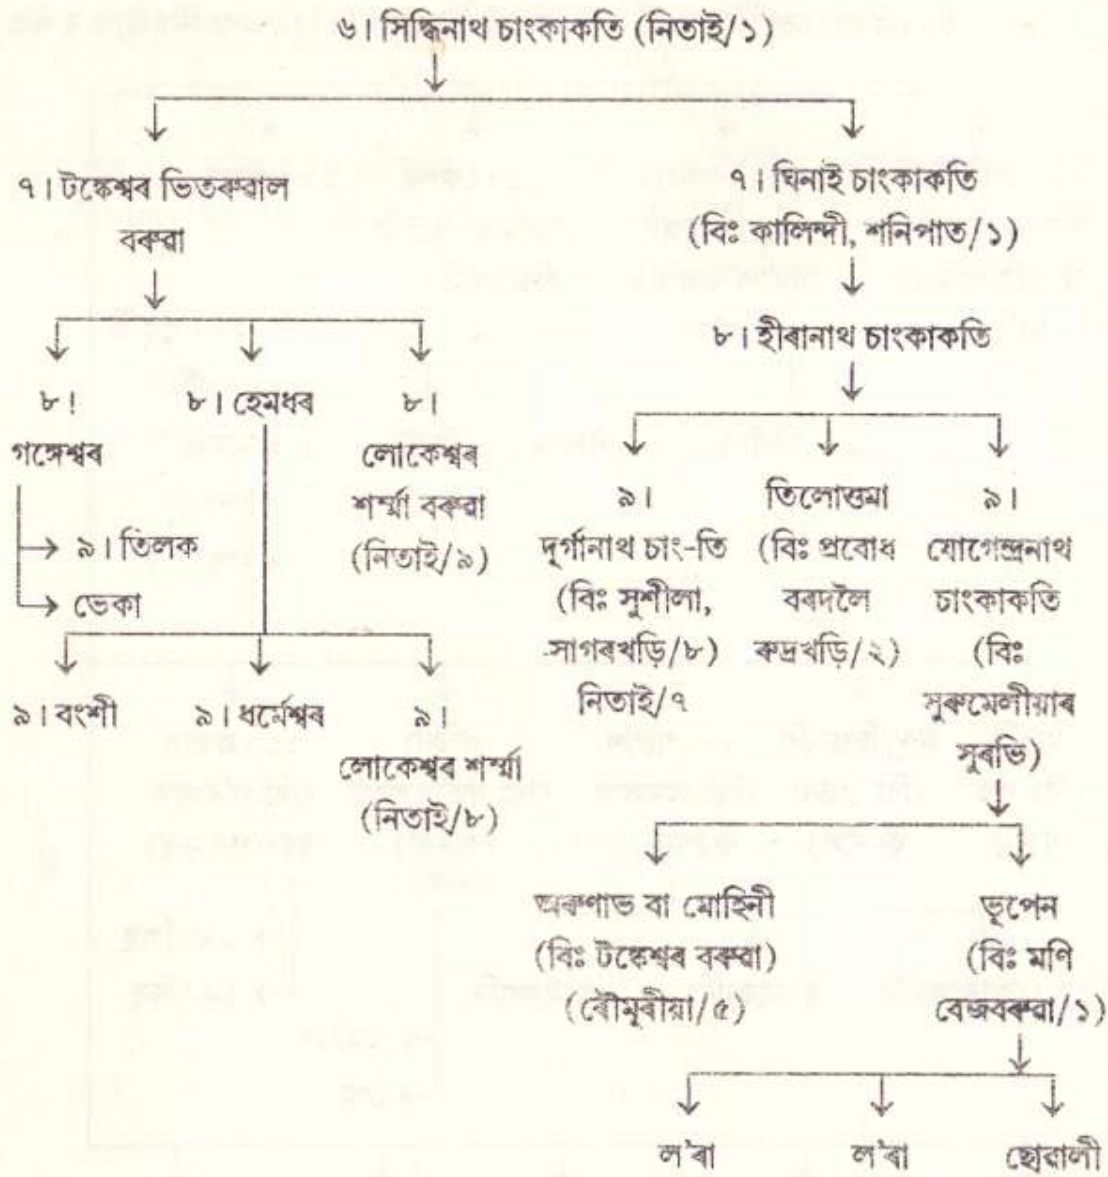 ৬। সিদ্ধিনাথ চাংকাকতি (নিতাই/১)
৭। টঙ্কেশ্বৰ ভিতৰুৱাল
বৰুৱা
৭। ঘিনাই চাংকাকতি
(বিঃ কালিন্দী, শনিপাত/১)
৮। হীৰানাথ চাংকাকতি
৮!
গঙ্গেশ্বৰ
৮। হেমধৰ
৮।
লোকেশ্বৰ
শৰ্ম্মা বৰুৱা
(নিতাই/৯)
→ ৯। তিলক
→ ভেকা
৯।
দূৰ্গানাথ চাং-তি
(বিঃ সুশীলা,
সাগৰখড়ি/৮)
নিতাই/৭
তিলোত্তমা
(বিঃ প্ৰবোধ
বৰদলৈ
ৰুদ্ৰখড়ি/২)
৯।
যোগেন্দ্ৰনাথ
চাংকাকতি
(বিঃ
সুৰুমেলীয়াৰ
সুৰভি)
৯। বংশী
৯। ধৰ্মেশ্বৰ
৯।
লোকেশ্বৰ শৰ্ম্মা
(নিতাই/৮)
অৰুণাভ বা মোহিনী
(বিঃ টঙ্কেশ্বৰ বৰুৱা)
(ৰৌমৰীয়া/৫)
ভূপেন
(বিঃ মণি
বেজবৰুৱা/১)
ল'ৰা
ল'ৰা
ছোৱালী